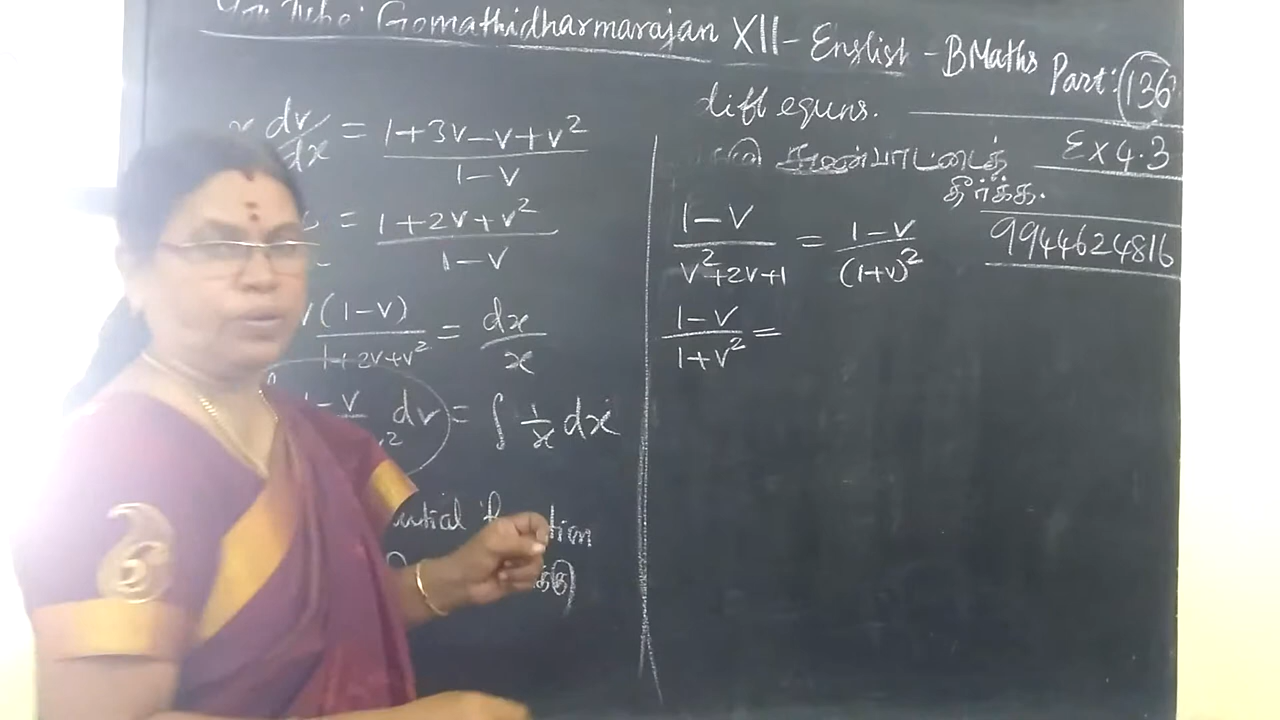 YouTube: Gomathidharmarajan XII - English - B Maths Part: 136
diff equns.
Ex 4.3
சமன்பாட்டைத்
தீர்க்க.
9944624816
dv/dx = (1+3v-v+v²)/(1-v)
= (1+2v+v²)/(1-v)
(1-v)/(1+2v+v²) = dx/x
dv = ∫ 1/x dx
(1-v)/(v²+2v+1) = (1-v)/(1+v)²
(1-v)/(1+v²) =